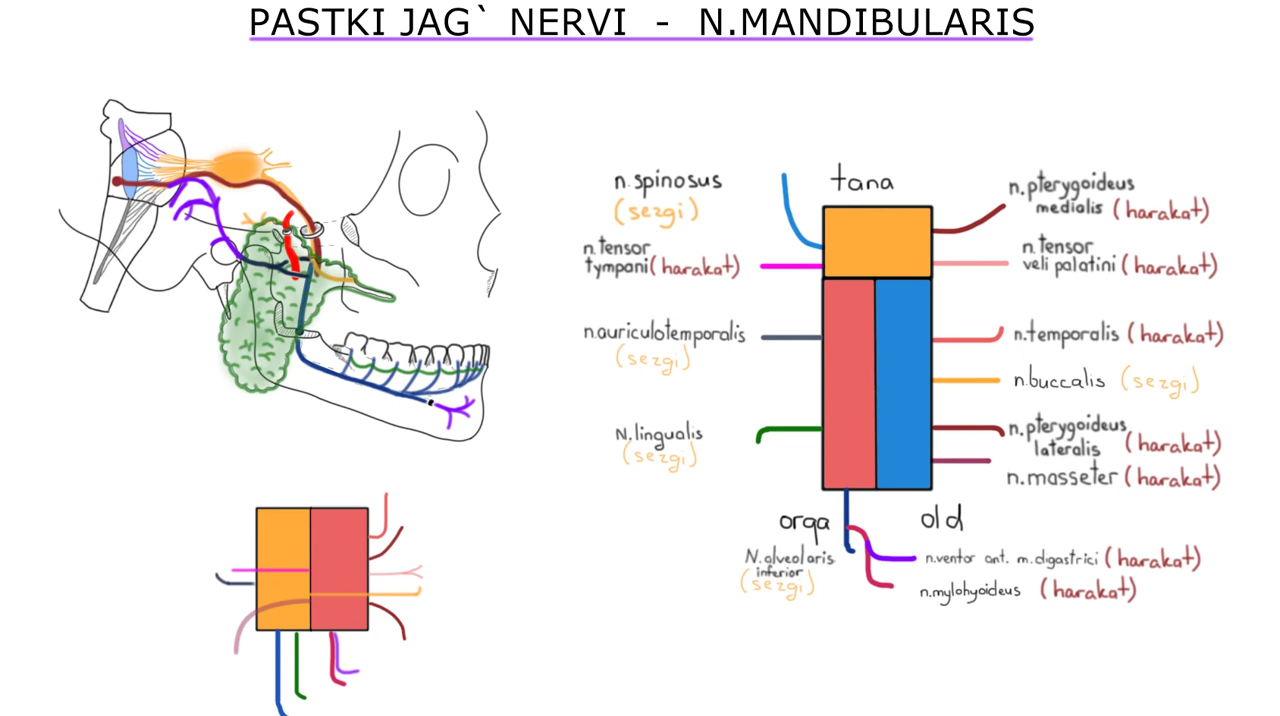 PASTKI JAG` NERVI - N.MANDIBULARIS
tana
n.spinosus
(sezgi)
n.tensor
tympani(harakat)
n.auriculotemporalis
(sezgi)
N.lingualis
(sezgi)
n.pterygoideus
medialis (harakat)
n.tensor
veli palatini (harakat)
n.temporalis (harakat)
n.buccalis (sezgi)
n.pterygoideus
lateralis (harakat)
n.masseter (harakat)
orqa
old
N.alveolaris
inferior
(sezgi)
n.ventor ant. m.digastrici (harakat)
n.mylohyoideus (harakat)